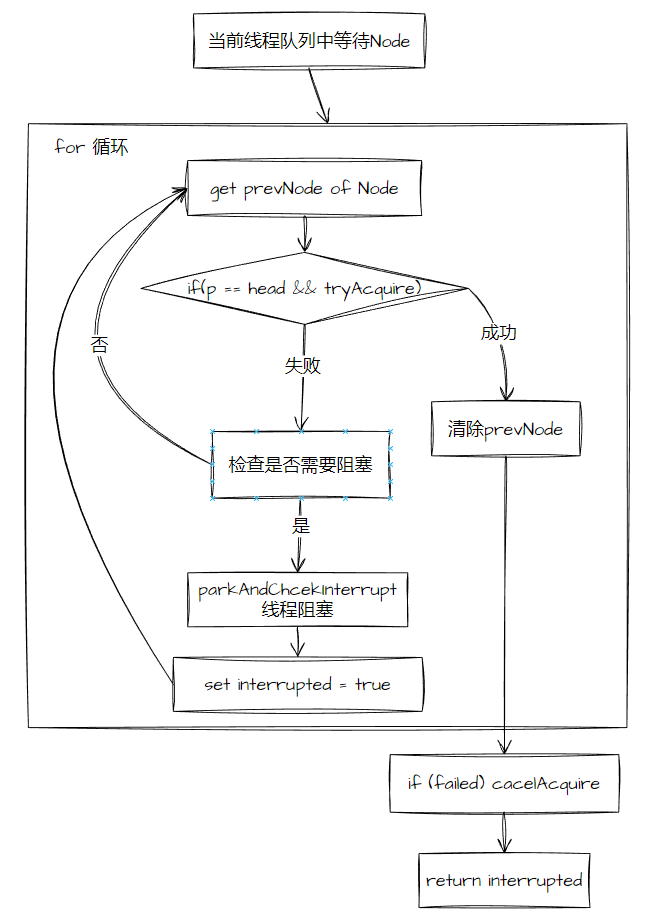 当前线程队列中等待Node
for 循环
get prevNode of Node
if(p == head && tryAcquire)
成功
否
失败
清除prevNode
检查是否需要阻塞
是
parkAndChcekInterrupt
线程阻塞
set interrupted = true
if (failed) cacelAcquire
return interrupted